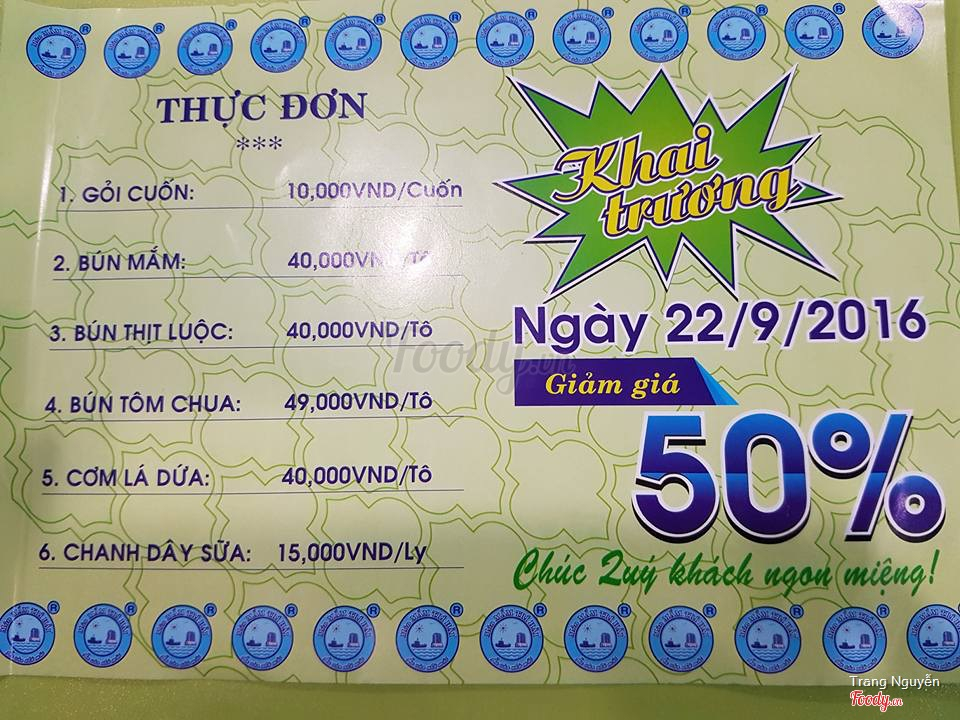 THỰC ĐƠN
***
1. GỎI CUỐN: 10,000VND/Cuốn
2. BÚN MẮM: 40,000VND/Tô
3. BÚN THỊT LUỘC: 40,000VND/Tô
4. BÚN TÔM CHUA: 49,000VND/Tô
5. CƠM LÁ DỨA: 40,000VND/Tô
6. CHANH DÂY SỮA: 15,000VND/Ly
Khai
trương
Ngày 22/9/2016
Giảm giá
50%
Chúc Quý khách ngon miệng!
Foody.vn
Trang Nguyễn
Foody.vn